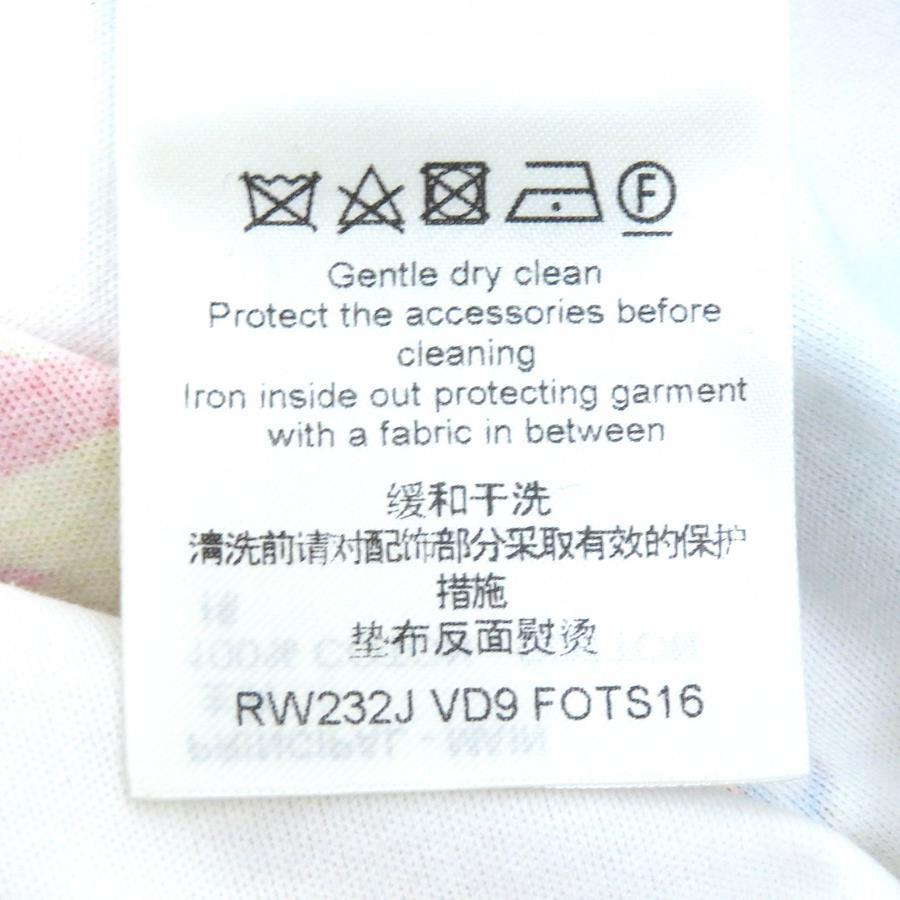 F
Gentle dry clean
Protect the accessories before
cleaning
Iron inside out protecting garment
with a fabric in between
缓和干洗
清洗前请对配饰部分采取有效的保护
措施
垫布反面熨烫
RW232J VD9 FOTS16